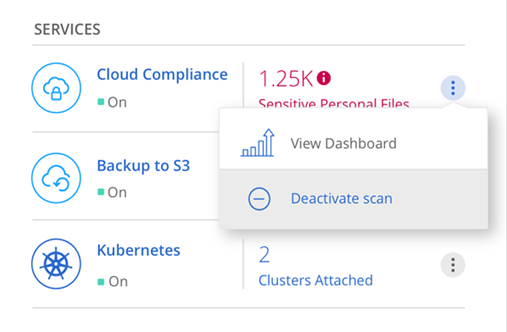 SERVICES
Cloud Compliance
On
1.25K
Sensitive Personal Files
View Dashboard
Backup to S3
On
Deactivate scan
Kubernetes
On
2
Clusters Attached